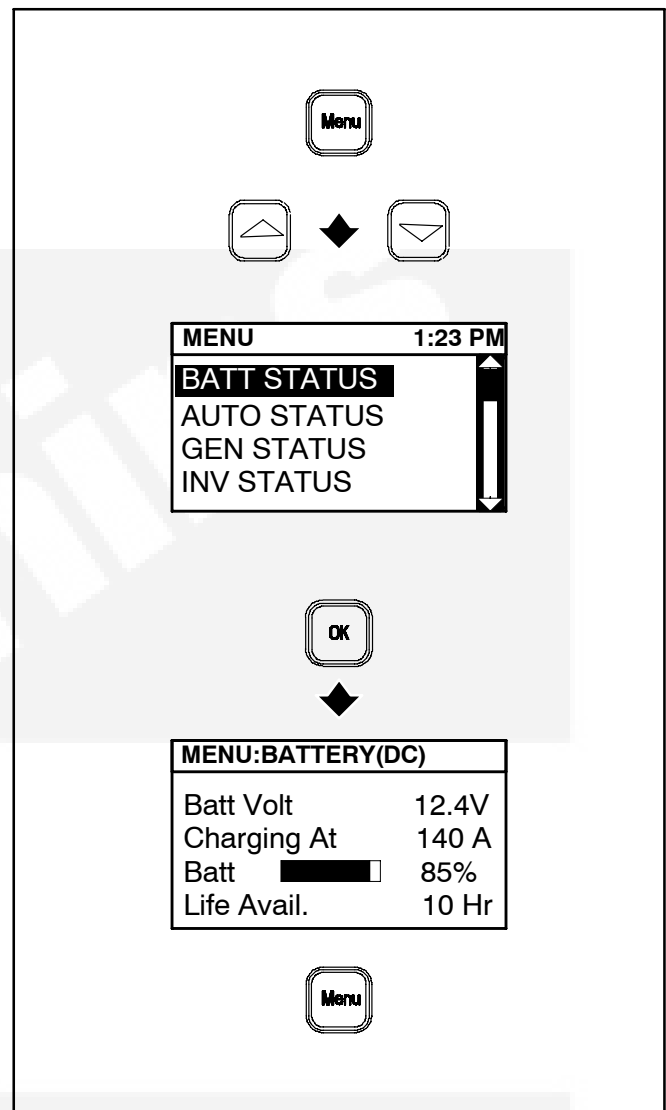 Menu
MENU 1:23 PM
BATT STATUS
AUTO STATUS
GEN STATUS
INV STATUS
OK
MENU:BATTERY(DC)
Batt Volt 12.4V
Charging At 140 A
Batt 85%
Life Avail. 10 Hr
Menu